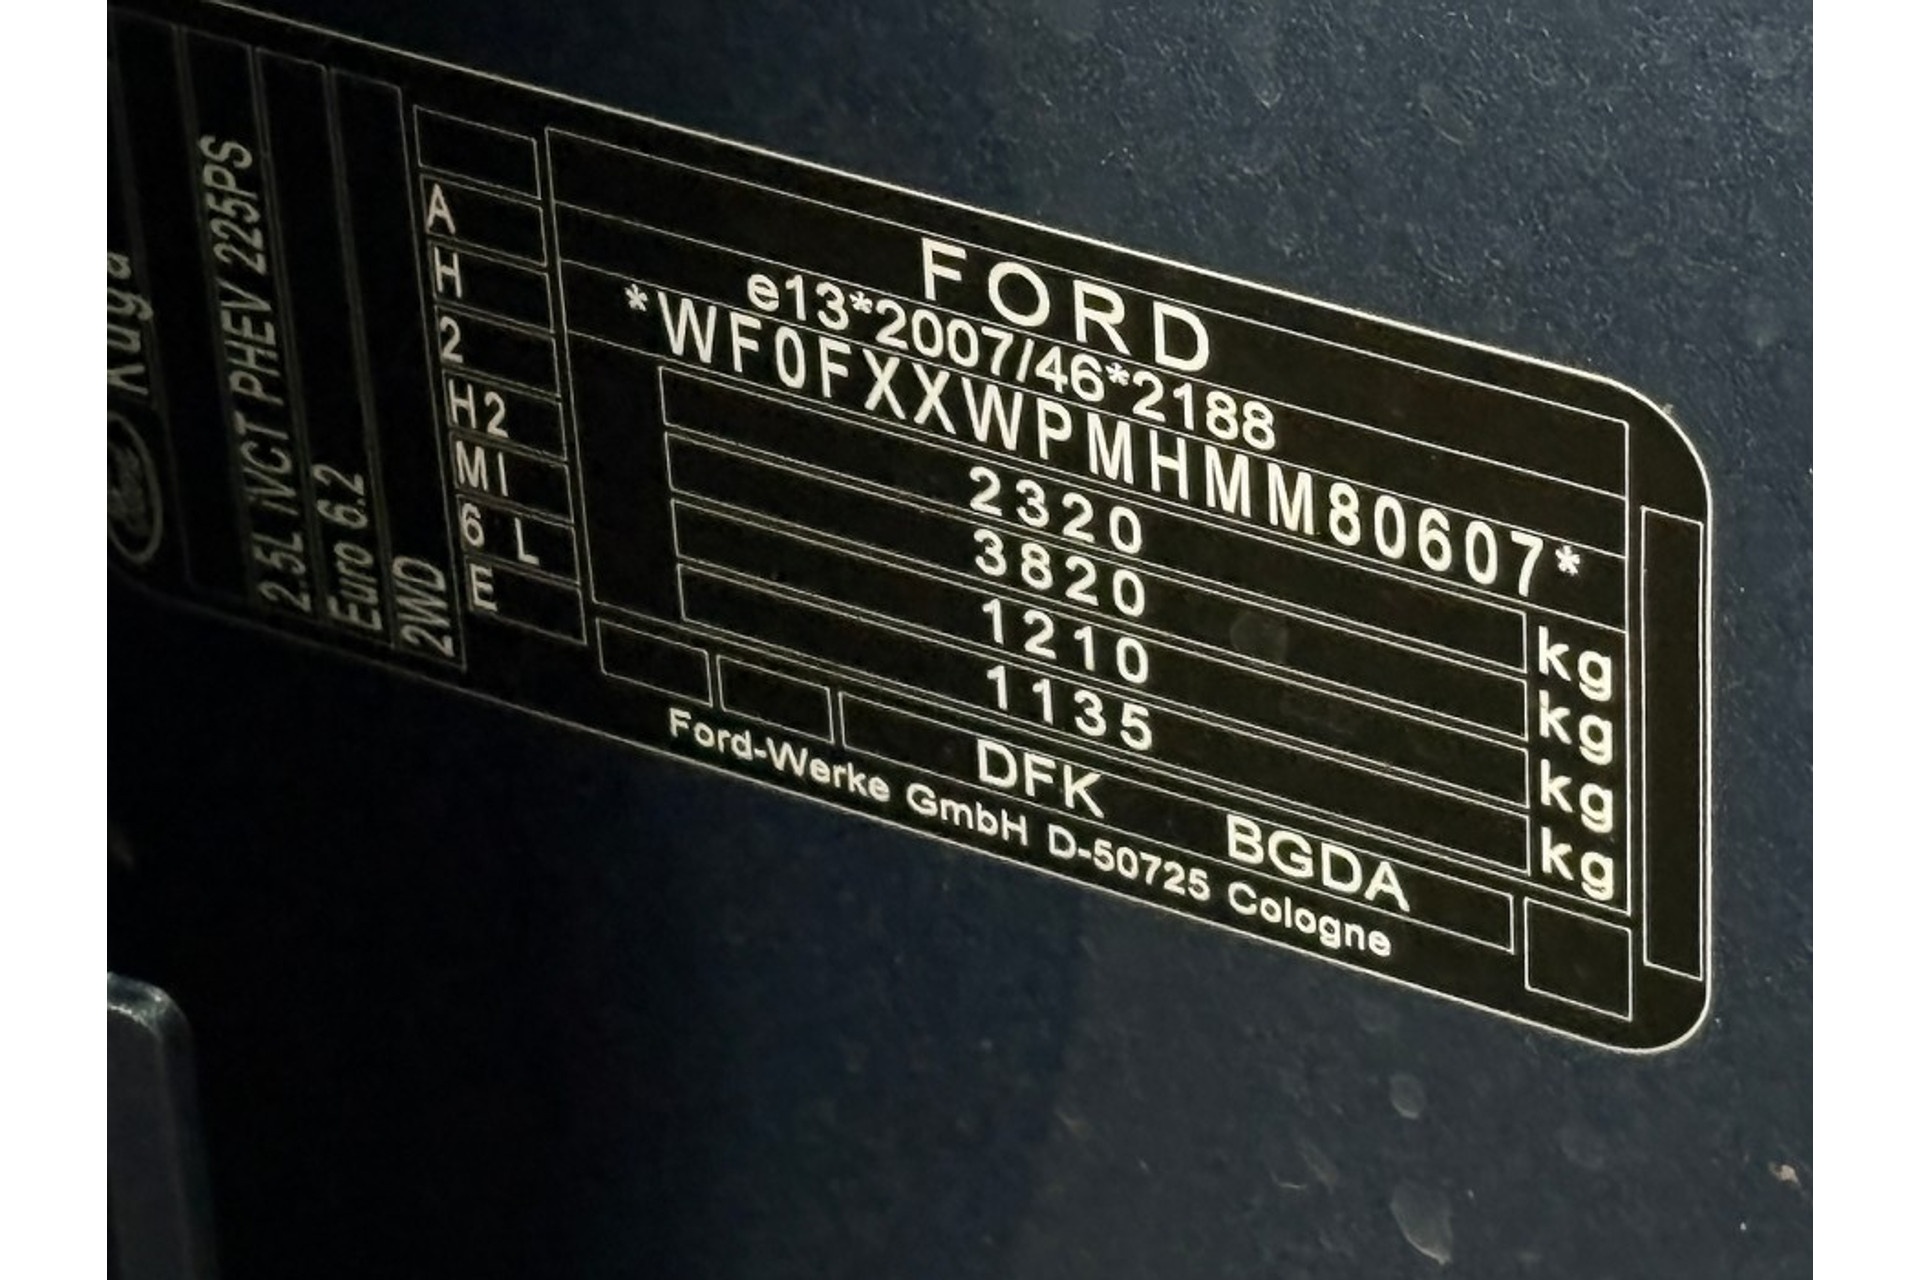 Kuga
2.5L iVCT PHEV 225PS
Euro 6.2
2WD
A
H
2
H2
MI
6 L
E
FORD
e13*2007/46*2188
*WF0FXXWPMHMM80607*
2320 kg
3820 kg
1210 kg
1135 kg
DFK BGDA
Ford-Werke GmbH D-50725 Cologne